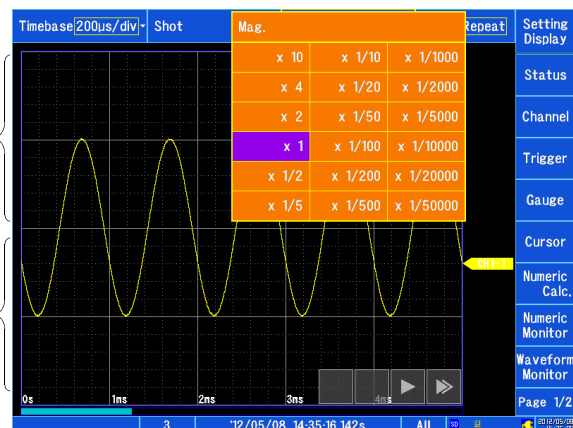 Timebase 200µs/div Shot
Mag.
Repeat
x 10 x 1/10 x 1/1000
x 4 x 1/20 x 1/2000
x 2 x 1/50 x 1/5000
x 1 x 1/100 x 1/10000
x 1/2 x 1/200 x 1/20000
x 1/5 x 1/500 x 1/50000
CH1-1
0s 1ms 2ms 3ms 4ms
3 '12/05/08 14:35:16.142s All SD
Setting
Display
Status
Channel
Trigger
Gauge
Cursor
Numeric
Calc.
Numeric
Monitor
Waveform
Monitor
Page 1/2